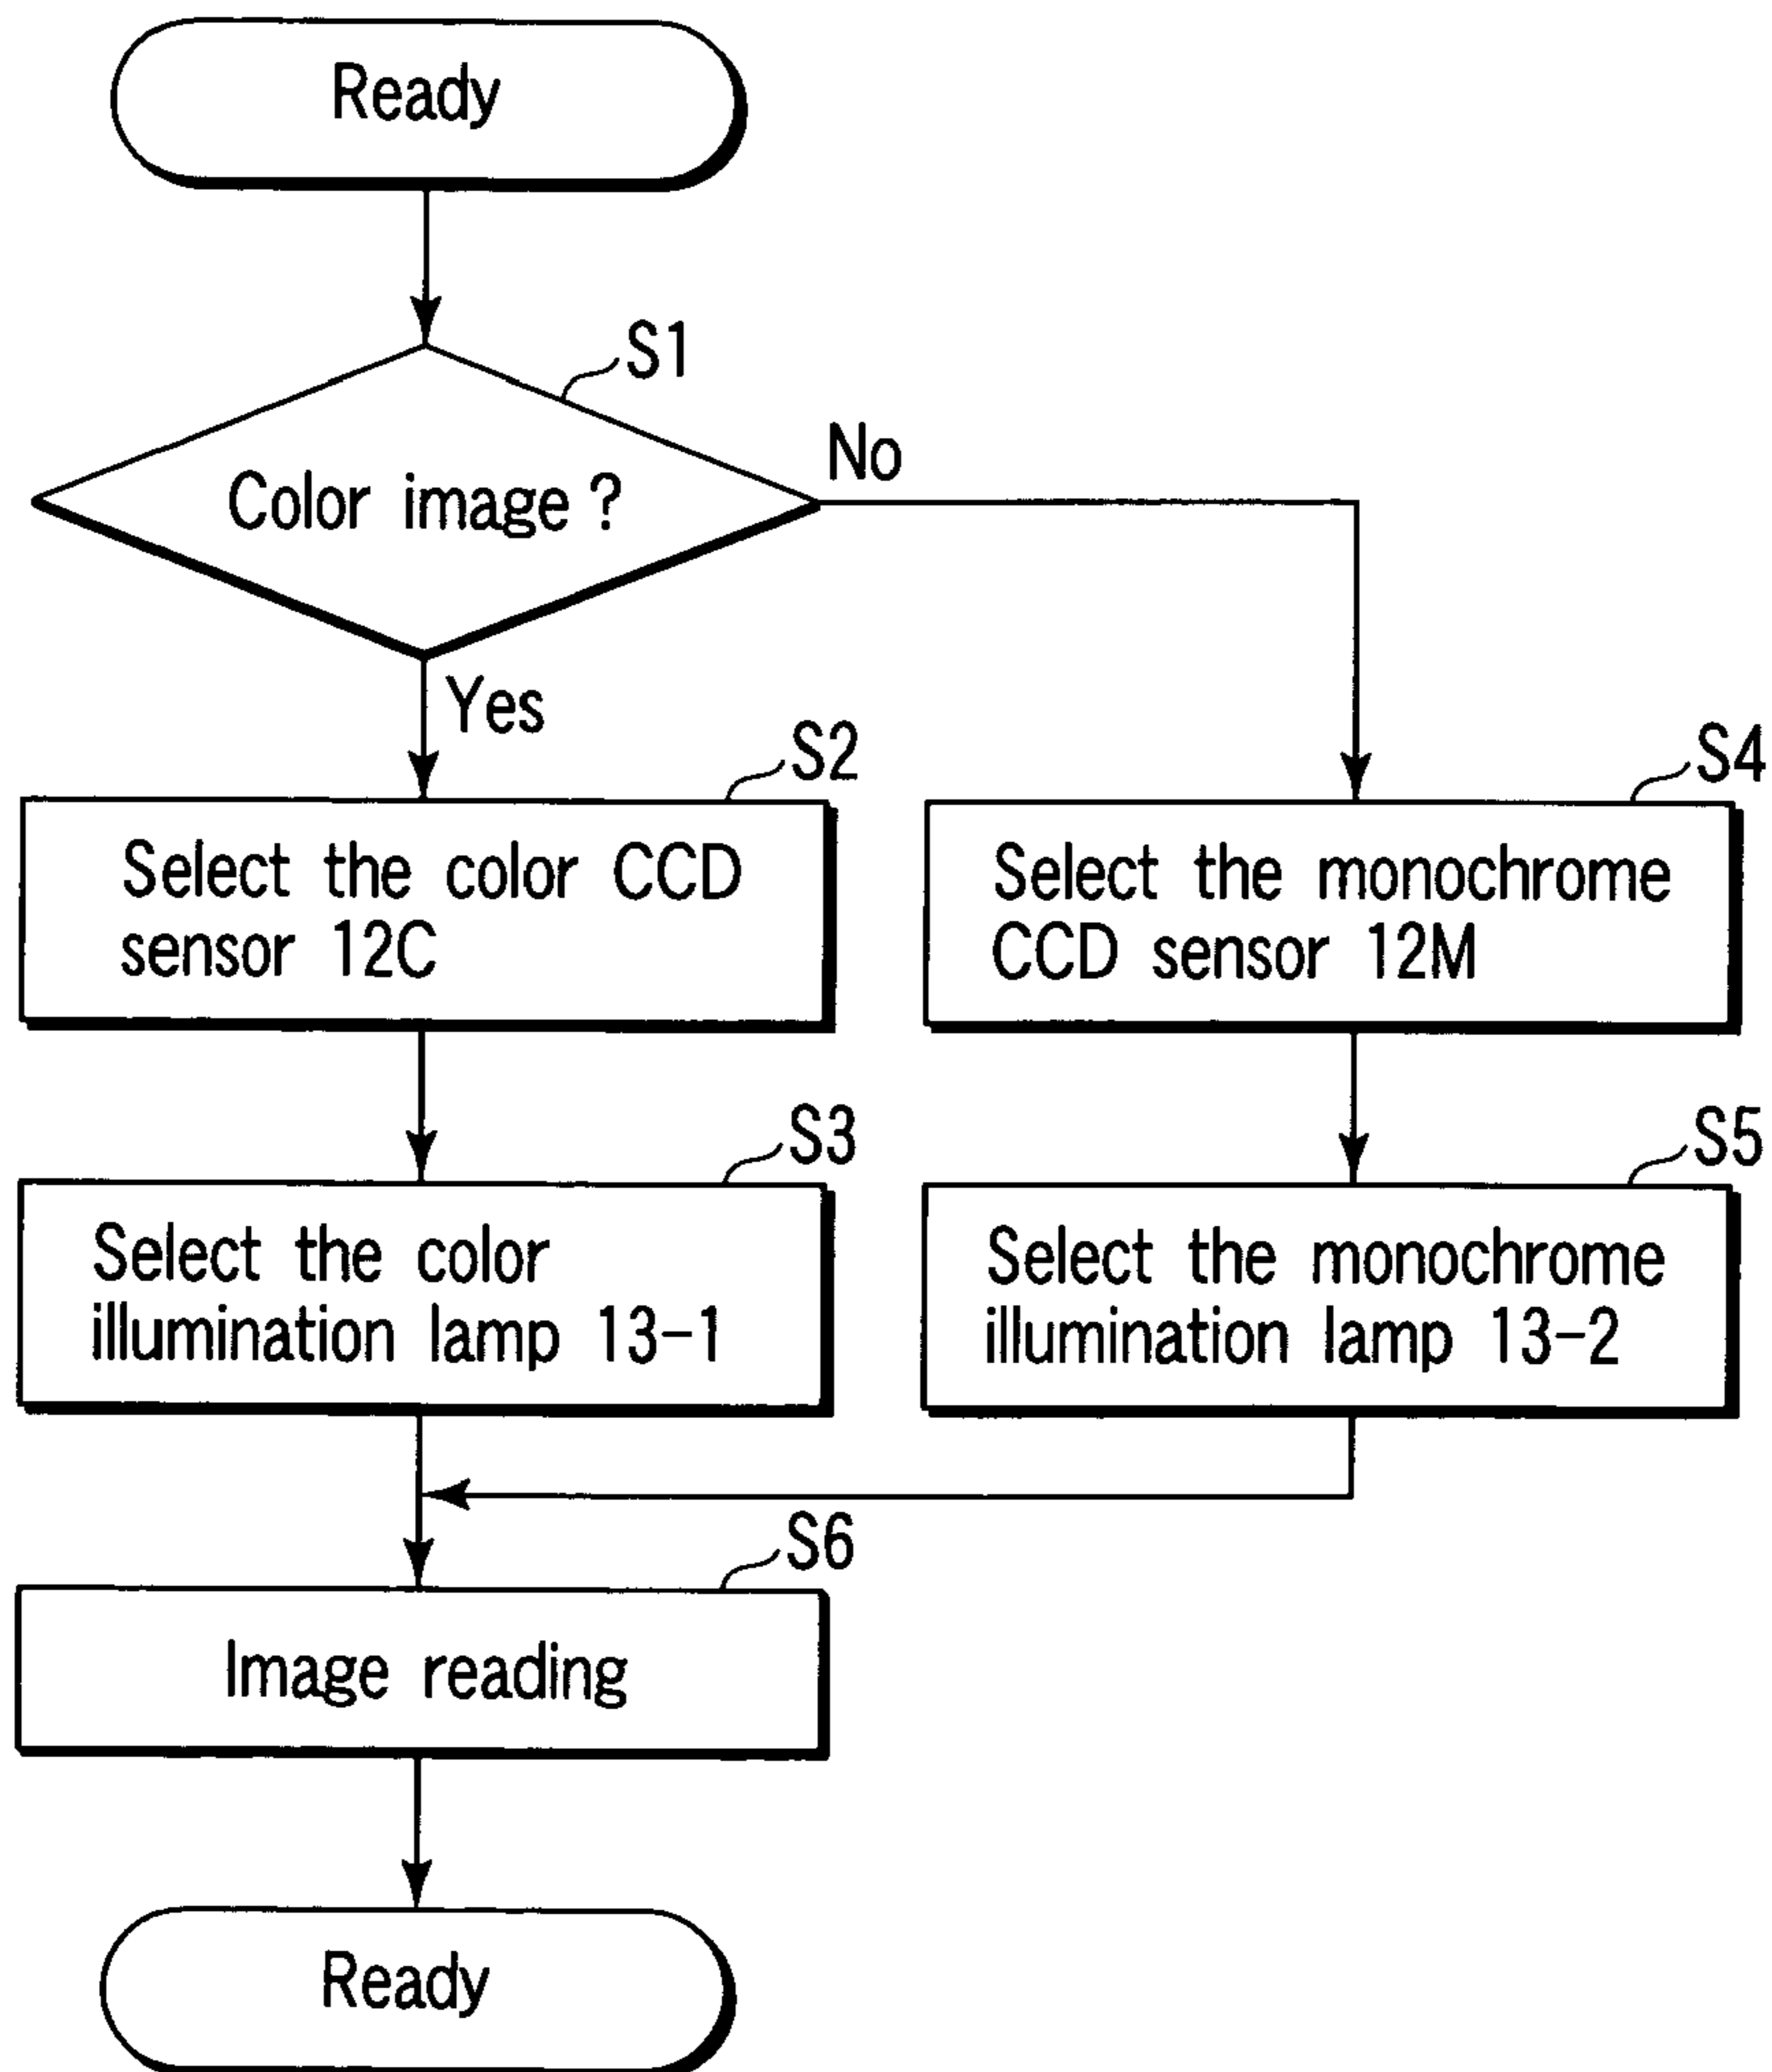 Ready
S1
Color image ?
No
Yes
S2
Select the color CCD
sensor 12C
S4
Select the monochrome
CCD sensor 12M
S3
Select the color
illumination lamp 13-1
S5
Select the monochrome
illumination lamp 13-2
S6
Image reading
Ready